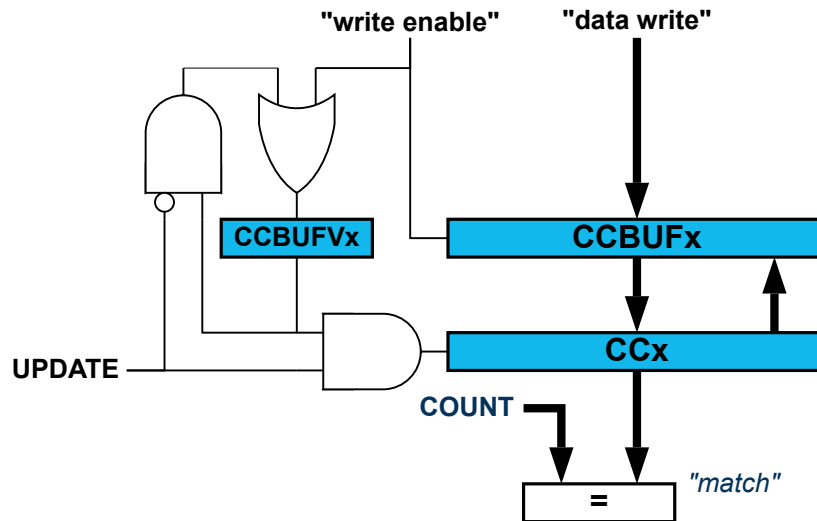 "write enable"
"data write"
CCBUFVx
CCBUFx
CCx
UPDATE
COUNT
"match"
=